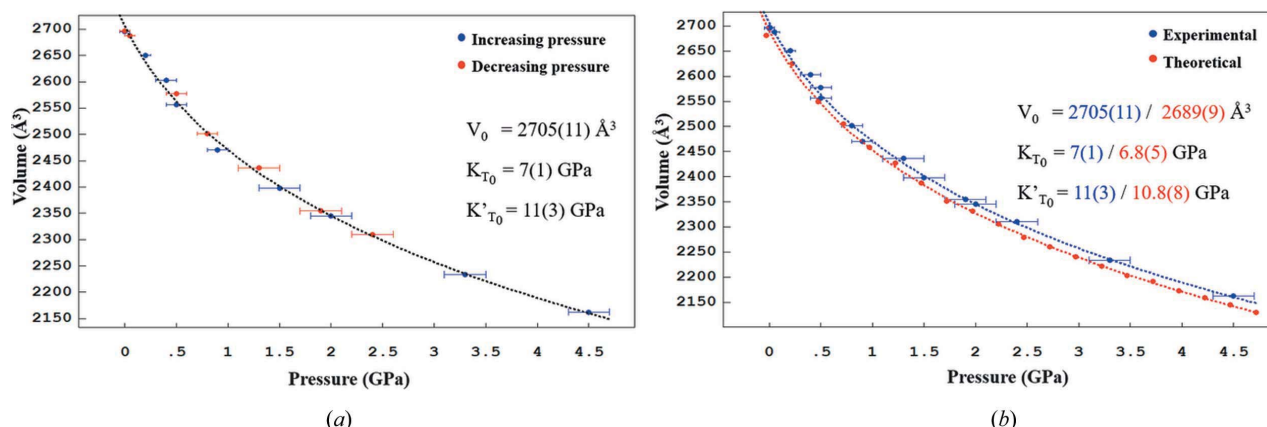 2700
2650
2600
2550
2500
2450
2400
2350
2300
2250
2200
2150
Volume (Å³)
Increasing pressure
Decreasing pressure
V₀ = 2705(11) Å³
K_T₀ = 7(1) GPa
K’_T₀ = 11(3) GPa
0 .5 1 1.5 2 2.5 3 3.5 4 4.5
Pressure (GPa)
(a)
2700
2650
2600
2550
2500
2450
2400
2350
2300
2250
2200
2150
Volume (Å³)
Experimental
Theoretical
V₀ = 2705(11) / 2689(9) Å³
K_T₀ = 7(1) / 6.8(5) GPa
K’_T₀ = 11(3) / 10.8(8) GPa
0 .5 1 1.5 2 2.5 3 3.5 4 4.5
Pressure (GPa)
(b)